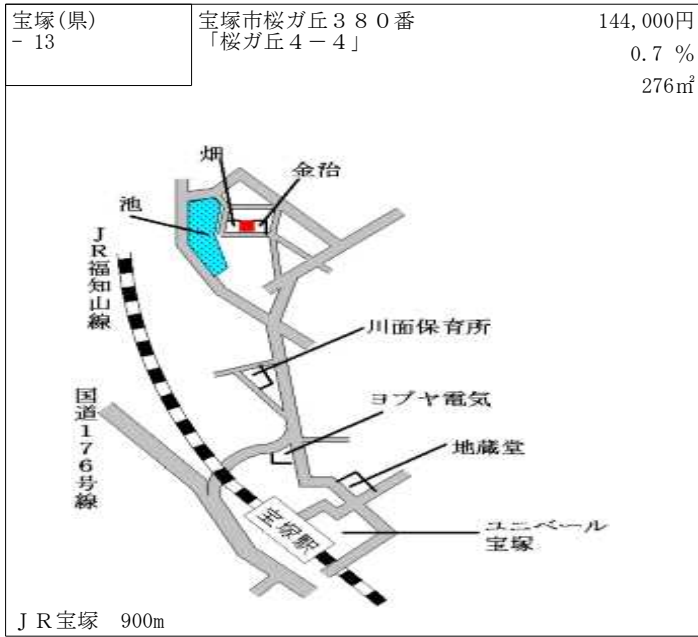 宝塚(県)
- 13
宝塚市桜ガ丘３８０番
「桜ガ丘４－４」
144,000円
0.7 %
276㎡
畑
金治
池
ＪＲ福知山線
川面保育所
ヨブヤ電気
国道１７６号線
地蔵堂
宝塚駅
ユニベール
宝塚
ＪＲ宝塚　900m